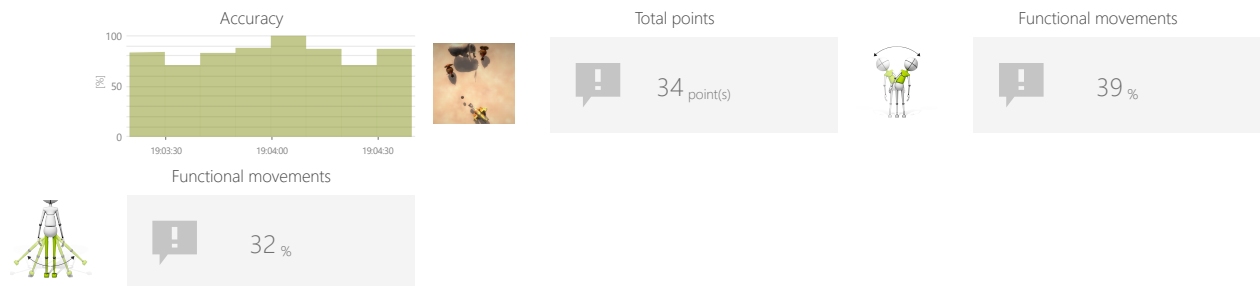 Accuracy
100
[%]
50
0
19:03:30
19:04:00
19:04:30
Total points
34 point(s)
Functional movements
39 %
Functional movements
32 %